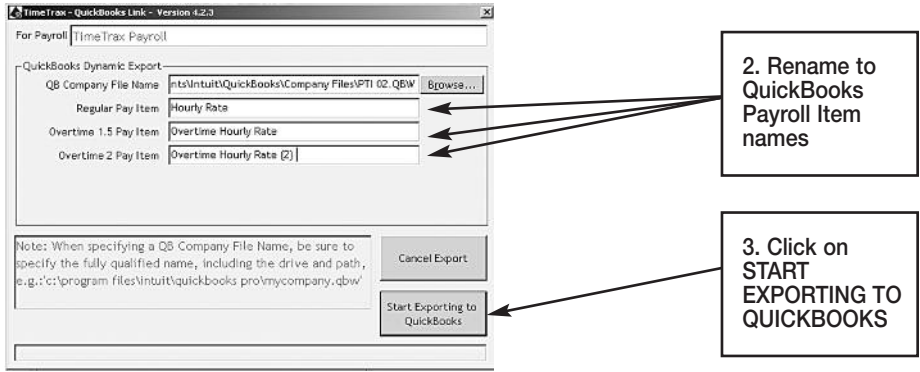 TimeTrax - QuickBooks Link - Version 4.2.3
For Payroll TimeTrax Payroll
QuickBooks Dynamic Export
QB Company File Name nts\Intuit\QuickBooks\Company Files\PTI 02.QBW Browse...
Regular Pay Item Hourly Rate
Overtime 1.5 Pay Item Overtime Hourly Rate
Overtime 2 Pay Item Overtime Hourly Rate (2)
Note: When specifying a QB Company File Name, be sure to
specify the fully qualified name, including the drive and path,
e.g.:'c:\program files\intuit\quickbooks pro\mycompany.qbw'
Cancel Export
Start Exporting to
QuickBooks
2. Rename to
QuickBooks
Payroll Item
names
3. Click on
START
EXPORTING TO
QUICKBOOKS